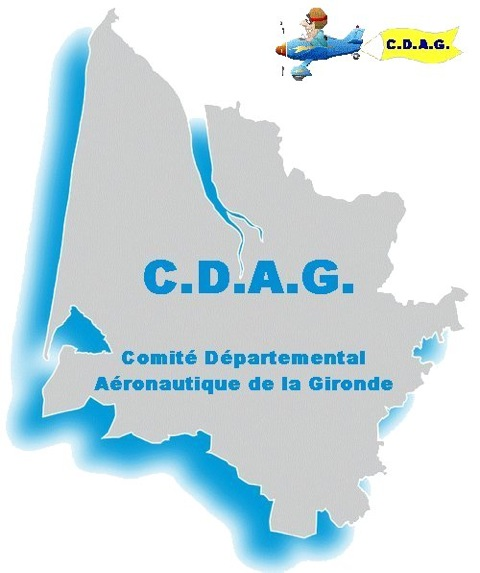 C.D.A.G.
C.D.A.G.
Comité Départemental
Aéronautique de la Gironde